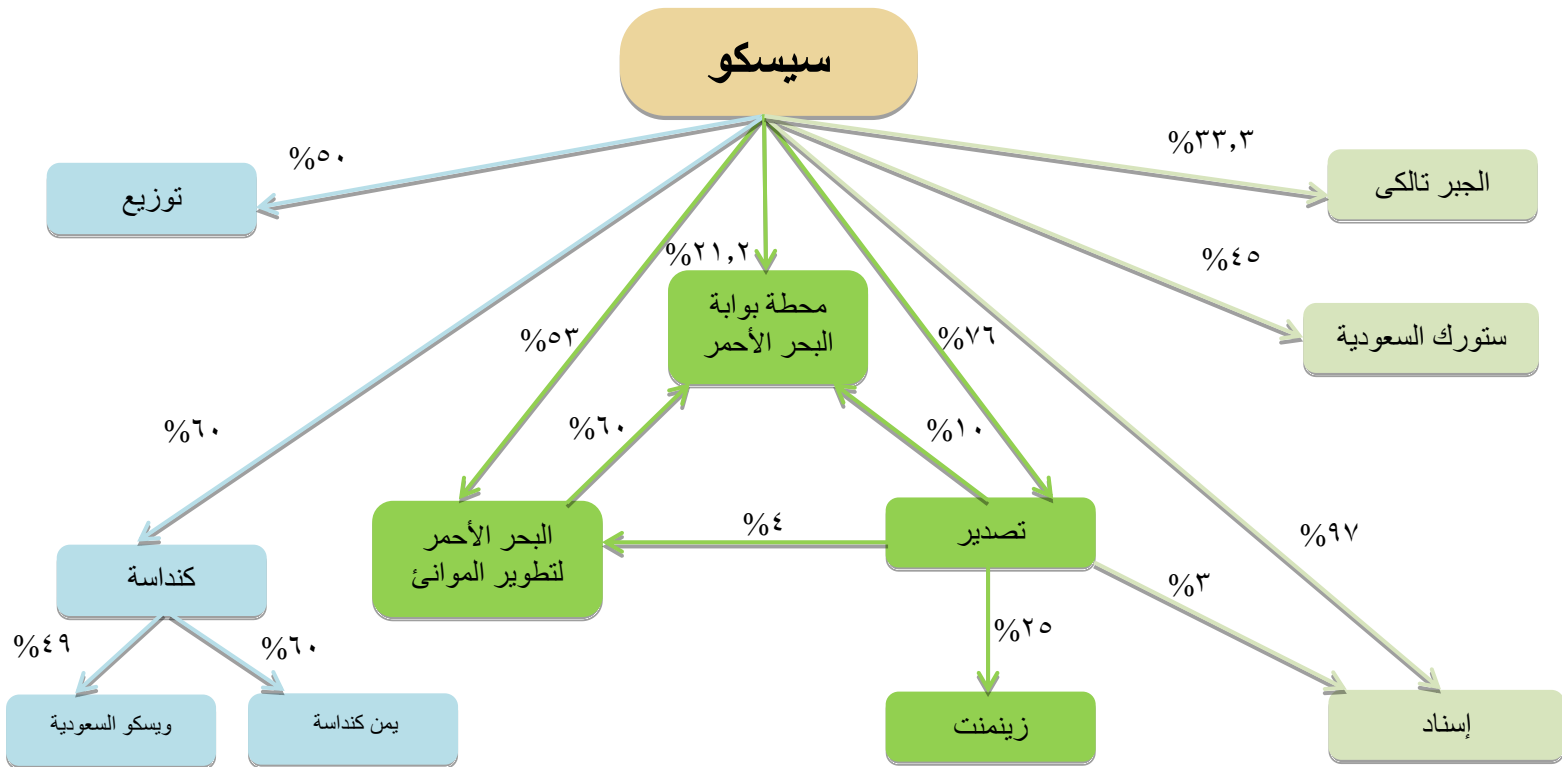 سيسكو
%٣٣,٣
%٥٠
الجبر تالكى
توزيع
%٤٥
%٢١,٢
محطة بوابة
البحر الأحمر
ستورك السعودية
%٧٦
%٥٣
%٦٠
%١٠
%٦٠
البحر الأحمر
لتطوير الموانئ
%٤
تصدير
%٩٧
كنداسة
%٣
%٢٥
%٦٠
%٤٩
إسناد
زينمنت
يمن كنداسة
ويسكو السعودية